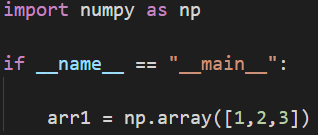 import numpy as np
if __name__ == "__main__":
    arr1 = np.array([1,2,3])